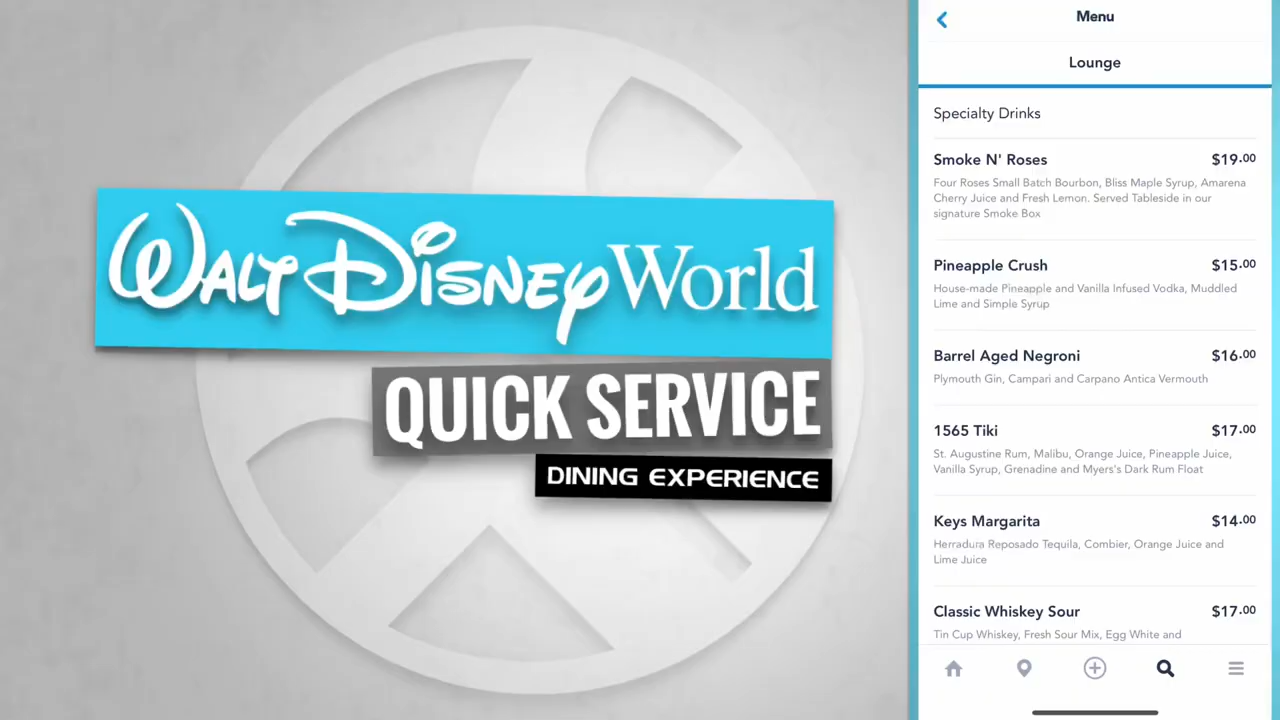 WALT DISNEY World
QUICK SERVICE
DINING EXPERIENCE
Menu
Lounge
Specialty Drinks
Smoke N' Roses $19.00
Four Roses Small Batch Bourbon, Bliss Maple Syrup, Amarena
Cherry Juice and Fresh Lemon. Served Tableside in our
signature Smoke Box
Pineapple Crush $15.00
House-made Pineapple and Vanilla Infused Vodka, Muddled
Lime and Simple Syrup
Barrel Aged Negroni $16.00
Plymouth Gin, Campari and Carpano Antica Vermouth
1565 Tiki $17.00
St. Augustine Rum, Malibu, Orange Juice, Pineapple Juice,
Vanilla Syrup, Grenadine and Myers's Dark Rum Float
Keys Margarita $14.00
Herradura Reposado Tequila, Combier, Orange Juice and
Lime Juice
Classic Whiskey Sour $17.00
Tin Cup Whiskey, Fresh Sour Mix, Egg White and